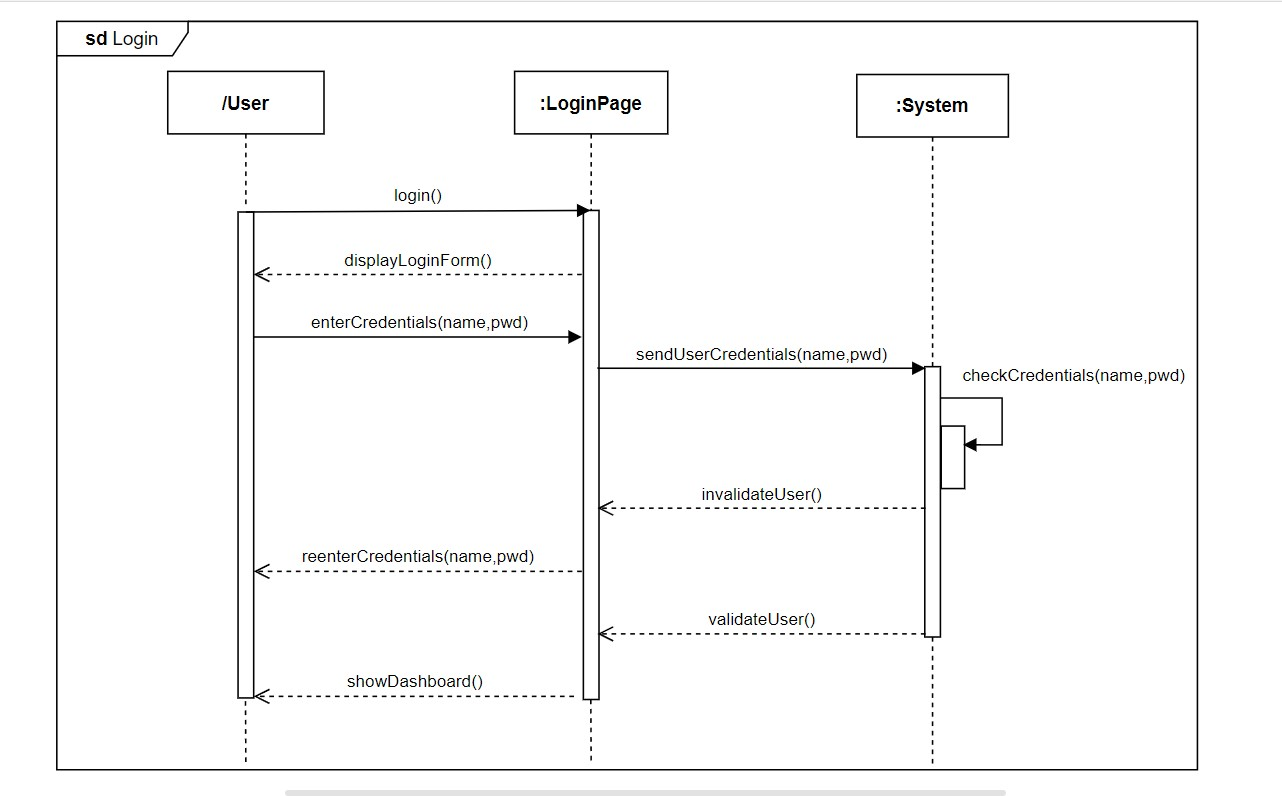 sd Login
/User
:LoginPage
:System
login()
displayLoginForm()
enterCredentials(name,pwd)
sendUserCredentials(name,pwd)
checkCredentials(name,pwd)
invalidateUser()
reenterCredentials(name,pwd)
validateUser()
showDashboard()